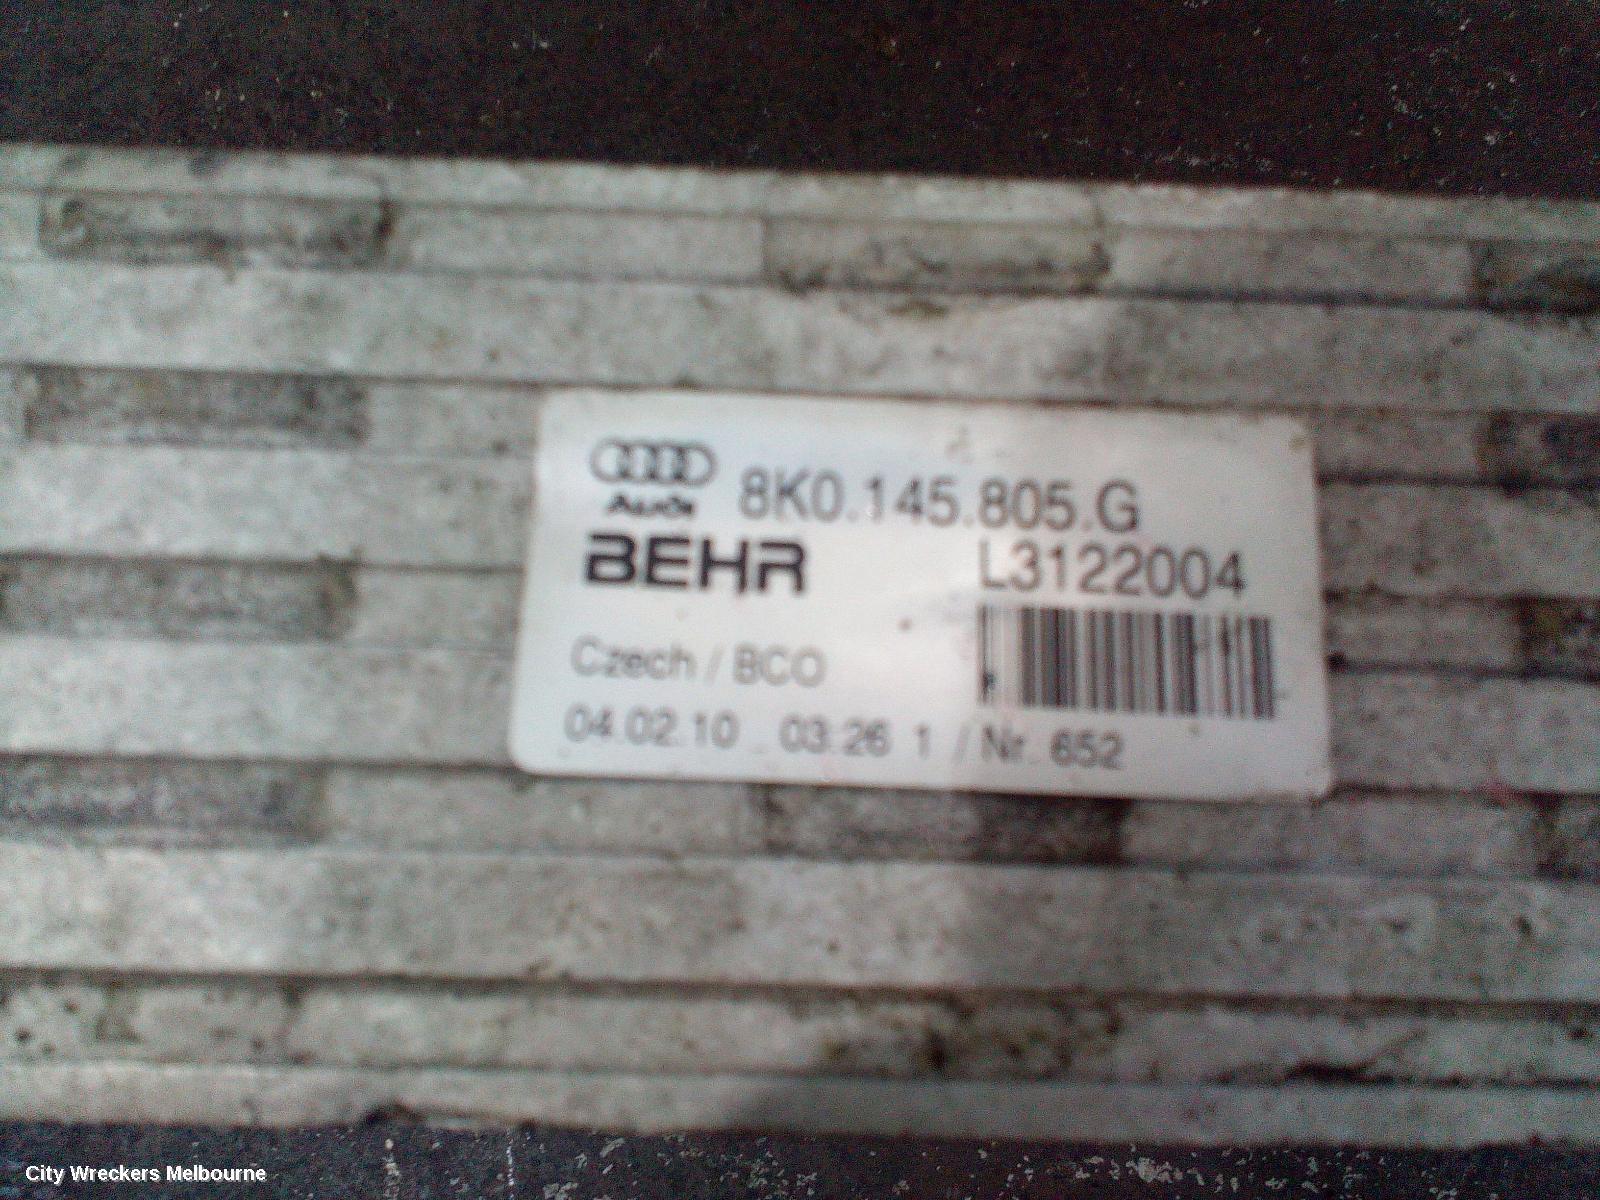 Audi 8K0.145.805.G
BEHR L3122004
Czech / BCO
04.02.10 03:26 1 / Nr. 652
City Wreckers Melbourne